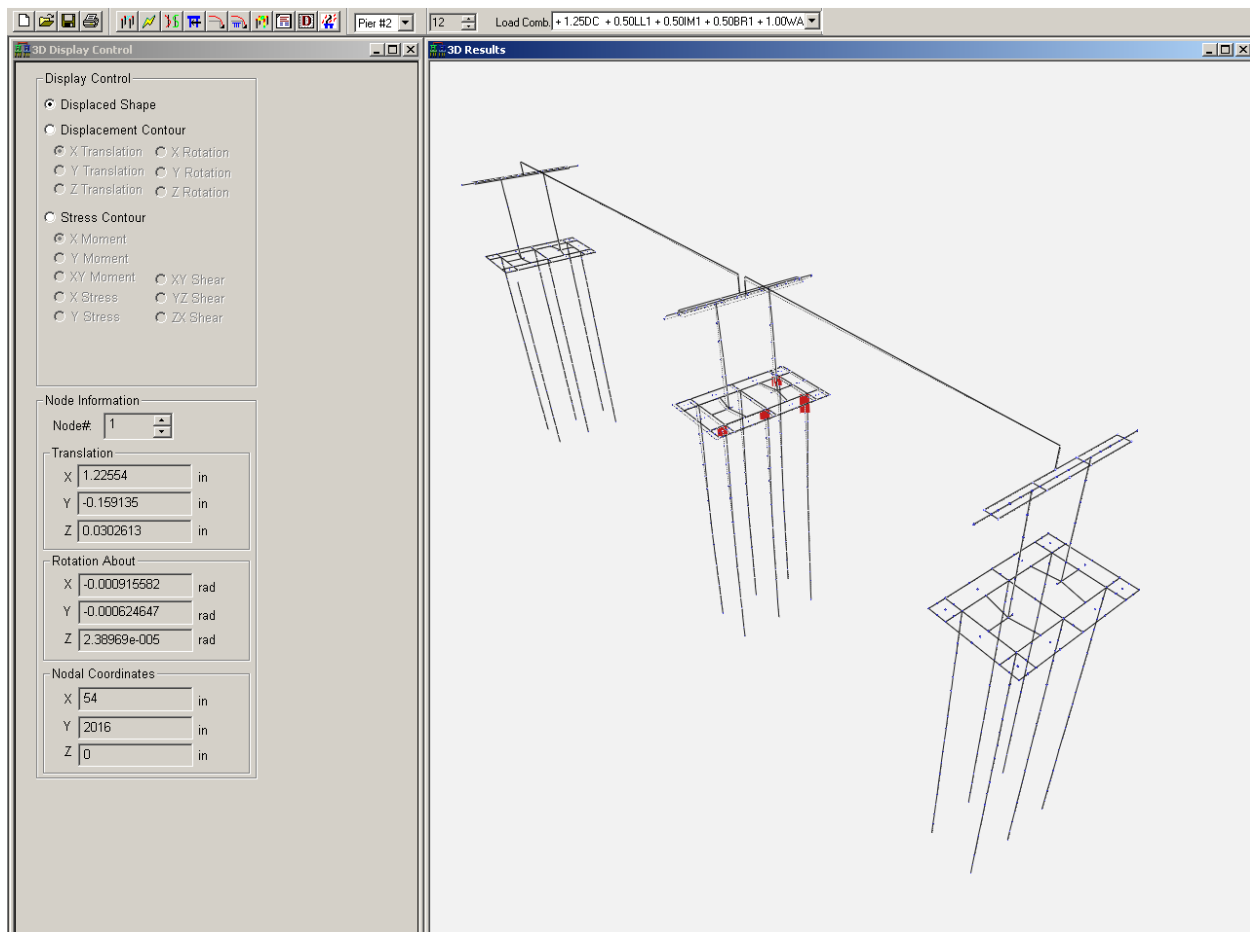 Pier #2 12 Load Comb. + 1.25DC + 0.50LL1 + 0.50IM1 + 0.50BR1 + 1.00WA
3D Display Control
3D Results
Display Control
Displaced Shape
Displacement Contour
X Translation X Rotation
Y Translation Y Rotation
Z Translation Z Rotation
Stress Contour
X Moment
Y Moment
XY Moment XY Shear
X Stress YZ Shear
Y Stress ZX Shear
Node Information
Node#: 1
Translation
X 1.22554 in
Y -0.159135 in
Z 0.0302613 in
Rotation About
X -0.000915582 rad
Y -0.000624647 rad
Z 2.38969e-005 rad
Nodal Coordinates
X 54 in
Y 2016 in
Z 0 in